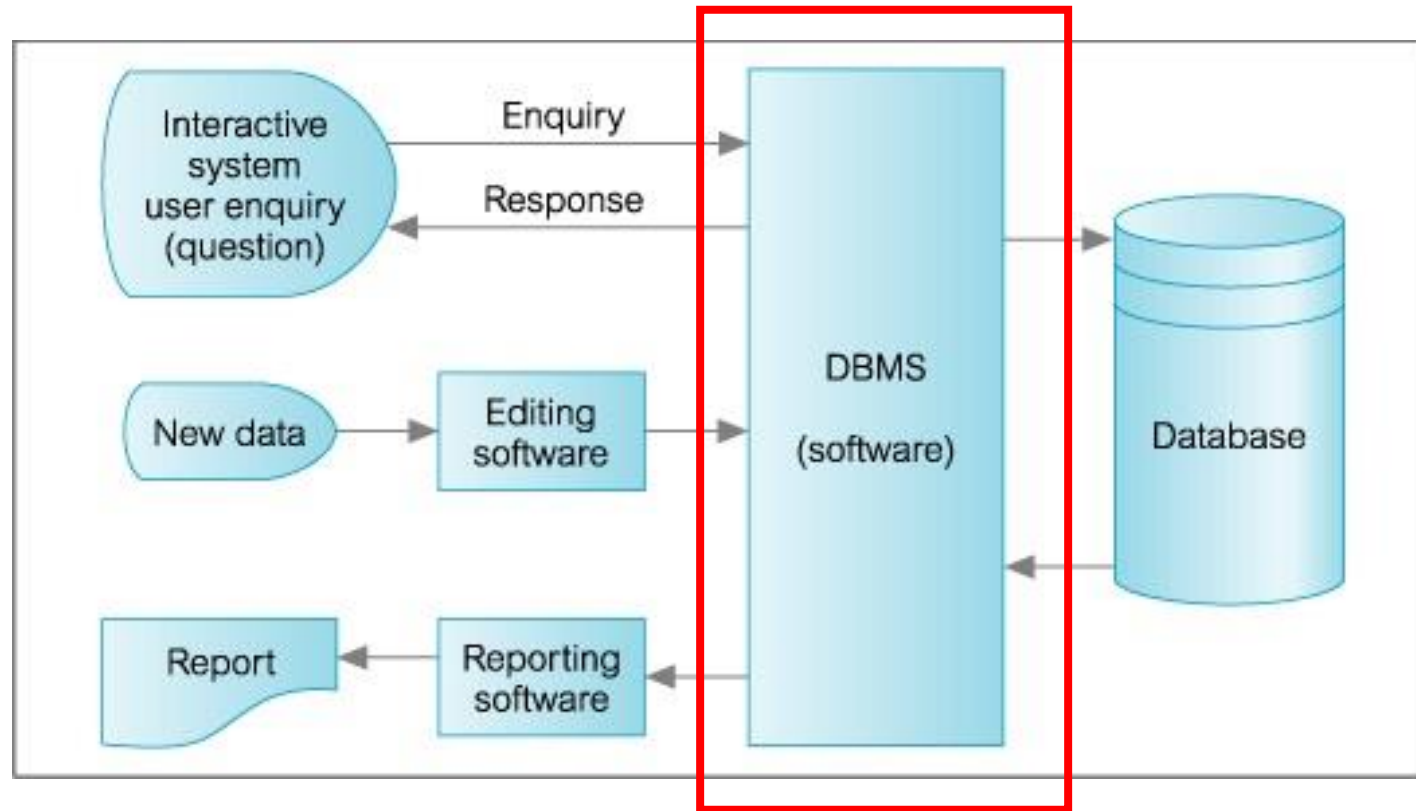 Interactive
system
user enquiry
(question)
Enquiry
Response
New data
Editing
software
Report
Reporting
software
DBMS
(software)
Database